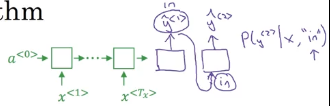 thm
in
ŷ<1> ŷ<2>
P(y<2> | x, "in")
a<0>
in
x<1> x<Tx>